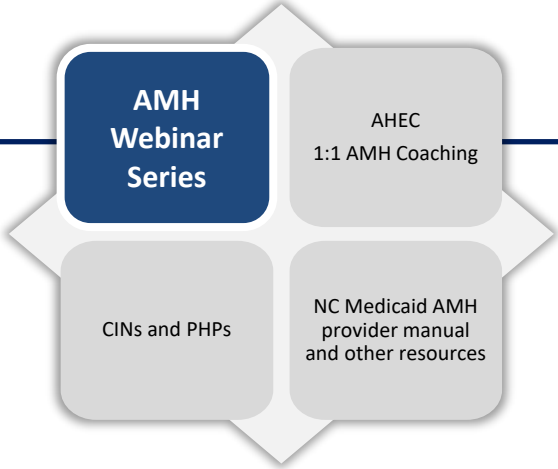 AMH
Webinar
Series
AHEC
1:1 AMH Coaching
CINs and PHPs
NC Medicaid AMH
provider manual
and other resources